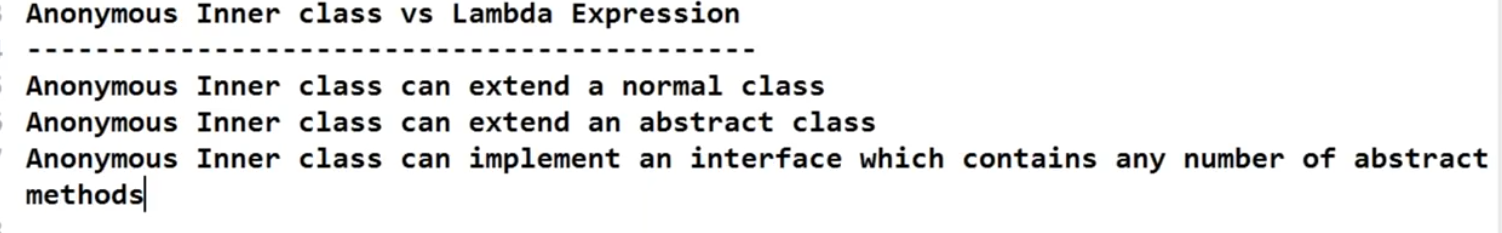 Anonymous Inner class vs Lambda Expression
-------------------------------------------
Anonymous Inner class can extend a normal class
Anonymous Inner class can extend an abstract class
Anonymous Inner class can implement an interface which contains any number of abstract
methods